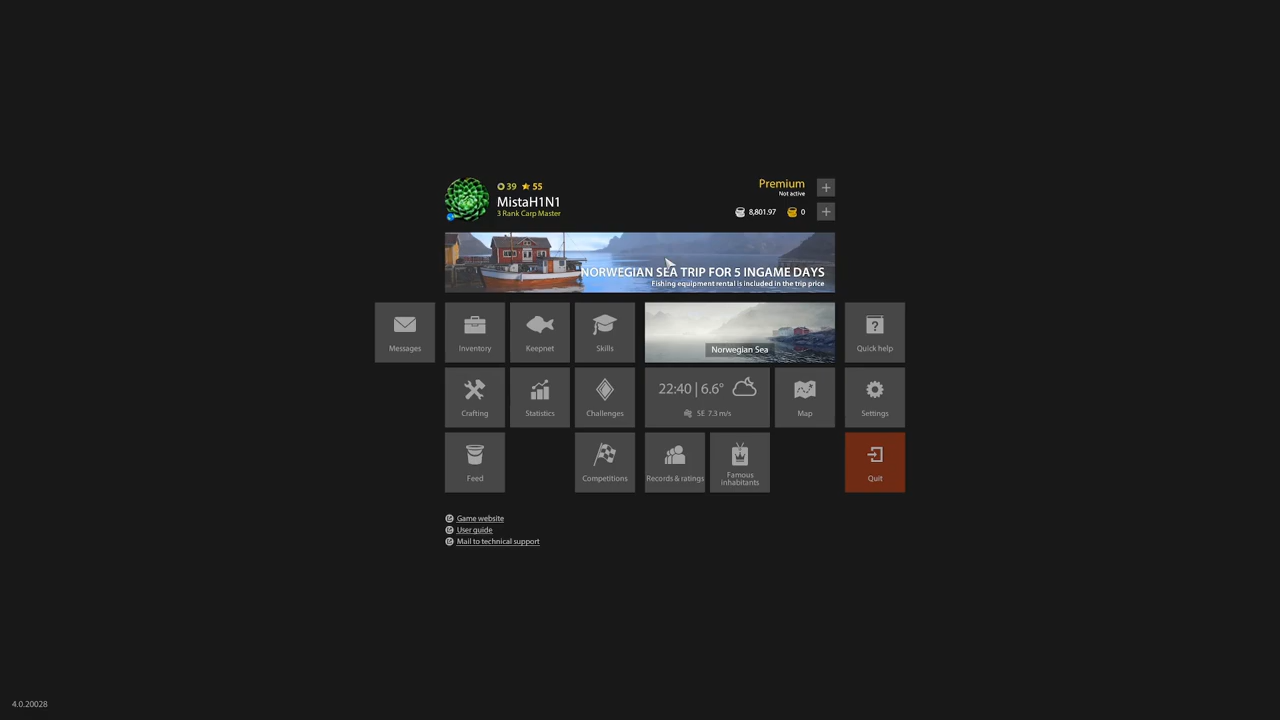 39 55
MistaH1N1
3 Rank Carp Master
Premium
Not active
8,801.97 0
NORWEGIAN SEA TRIP FOR 5 INGAME DAYS
Fishing equipment rental is included in the trip price
Messages
Inventory
Keepnet
Skills
Norwegian Sea
Quick help
Crafting
Statistics
Challenges
22:40 | 6.6°
SE 7.3 m/s
Map
Settings
Feed
Competitions
Records & ratings
Famous
inhabitants
Quit
Game website
User guide
Mail to technical support
4.0.20028